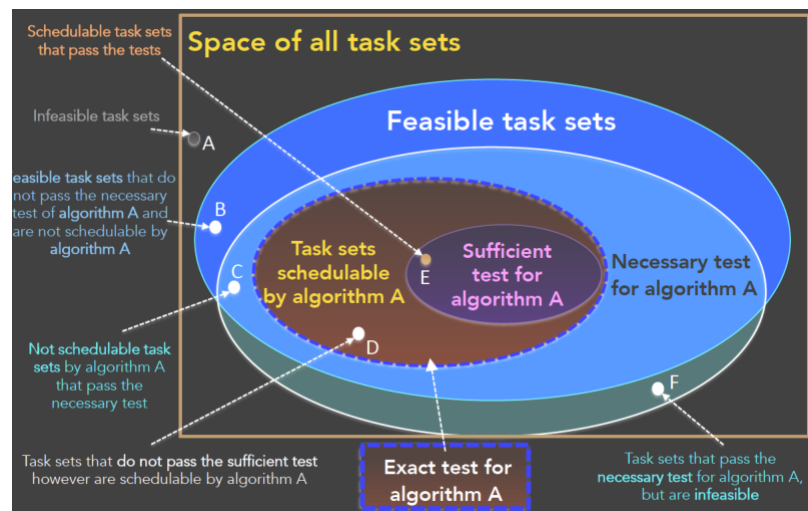 Schedulable task sets
that pass the tests
Space of all task sets
Infeasible task sets
A
Feasible task sets
easible task sets that do
not pass the necessary
test of algorithm A and
are not schedulable by
algorithm A
B
C
Task sets
schedulable
by algorithm A
E
Sufficient
test for
algorithm A
Necessary test
for algorithm A
D
Not schedulable task
sets by algorithm A
that pass the
necessary test
F
Task sets that do not pass the sufficient test
however are schedulable by algorithm A
Exact test for
algorithm A
Task sets that pass the
necessary test for algorithm A,
but are infeasible